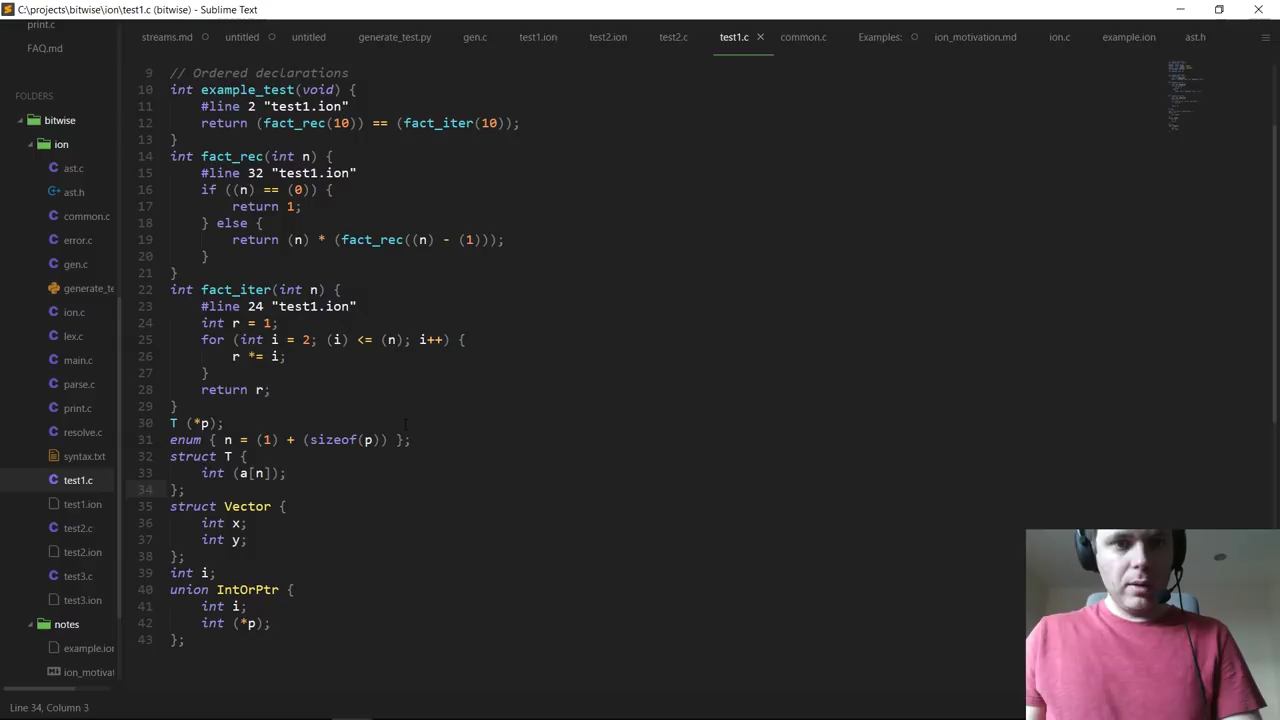 C:\projects\bitwise\ion\test1.c (bitwise) - Sublime Text
print.c
FAQ.md
FOLDERS
bitwise
ion
ast.c
ast.h
common.c
error.c
gen.c
generate_te
ion.c
lex.c
main.c
parse.c
print.c
resolve.c
syntax.txt
test1.c
test1.ion
test2.c
test2.ion
test3.c
test3.ion
notes
example.ion
ion_motivat
streams.md
untitled
untitled
generate_test.py
gen.c
test1.ion
test2.ion
test2.c
test1.c
common.c
Examples:
ion_motivation.md
ion.c
example.ion
ast.h
9 // Ordered declarations
10 int example_test(void) {
11     #line 2 "test1.ion"
12     return (fact_rec(10)) == (fact_iter(10));
13 }
14 int fact_rec(int n) {
15     #line 32 "test1.ion"
16     if ((n) == (0)) {
17         return 1;
18     } else {
19         return (n) * (fact_rec((n) - (1)));
20     }
21 }
22 int fact_iter(int n) {
23     #line 24 "test1.ion"
24     int r = 1;
25     for (int i = 2; (i) <= (n); i++) {
26         r *= i;
27     }
28     return r;
29 }
30 T (*p);
31 enum { n = (1) + (sizeof(p)) };
32 struct T {
33     int (a[n]);
34 };
35 struct Vector {
36     int x;
37     int y;
38 };
39 int i;
40 union IntOrPtr {
41     int i;
42     int (*p);
43 };
Line 34, Column 3